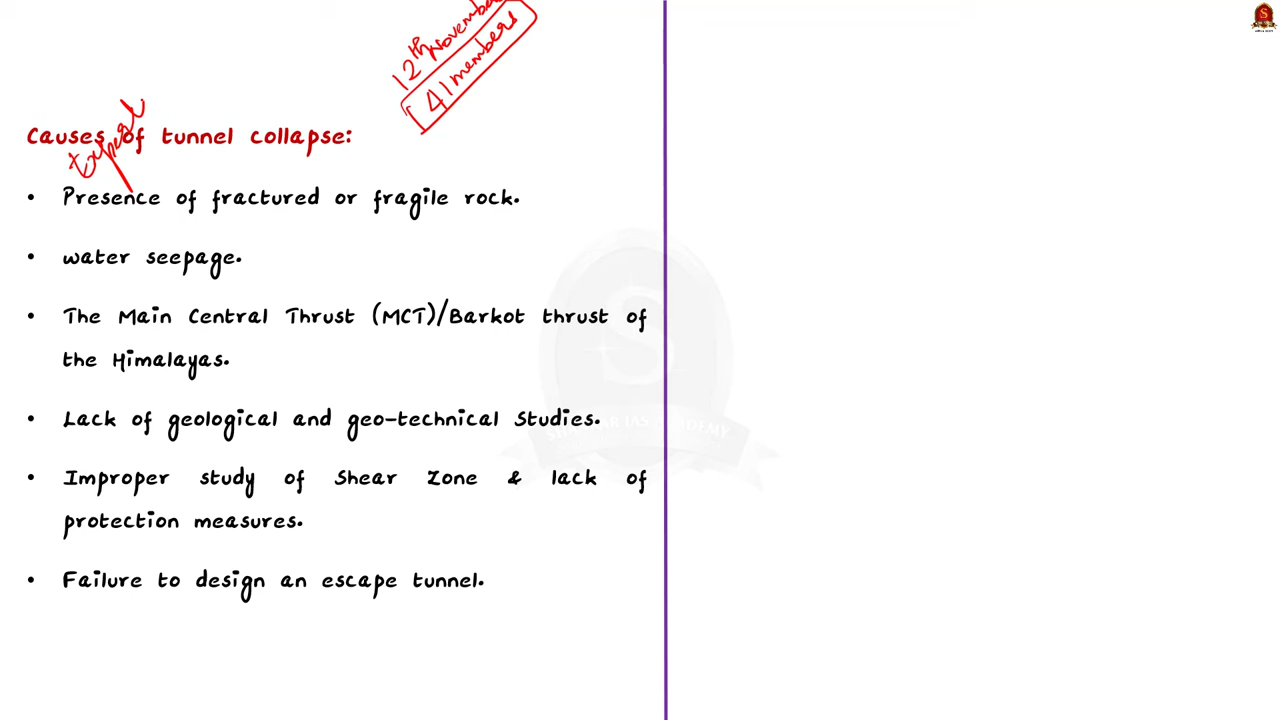 12th November
41 members
Causes of tunnel collapse:
expert
• Presence of fractured or fragile rock.
• water seepage.
• The Main Central Thrust (MCT)/Barkot thrust of
the Himalayas.
• Lack of geological and geo-technical Studies.
• Improper study of Shear Zone & lack of
protection measures.
• Failure to design an escape tunnel.